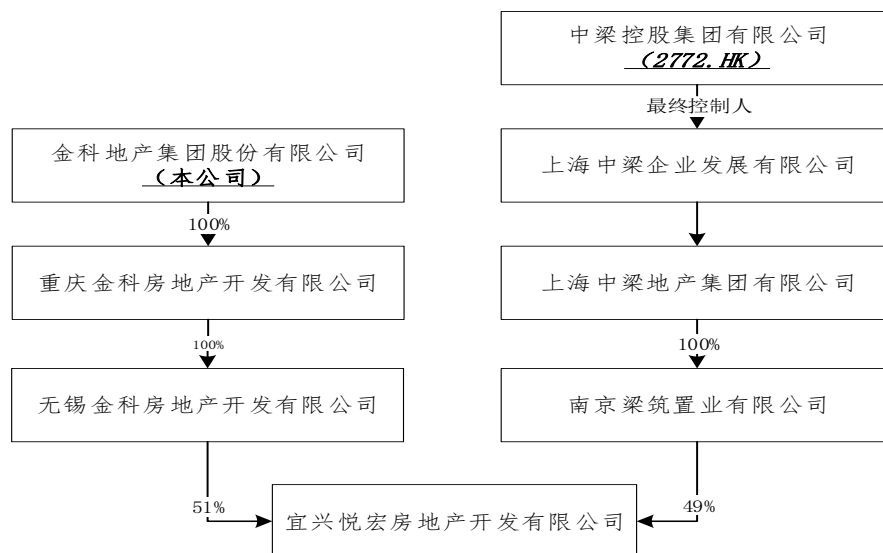 中梁控股集团有限公司
（2772.HK）
最终控制人
金科地产集团股份有限公司
（本公司）
上海中梁企业发展有限公司
100%
重庆金科房地产开发有限公司
上海中梁地产集团有限公司
100%
100%
无锡金科房地产开发有限公司
南京梁筑置业有限公司
51%
49%
宜兴悦宏房地产开发有限公司